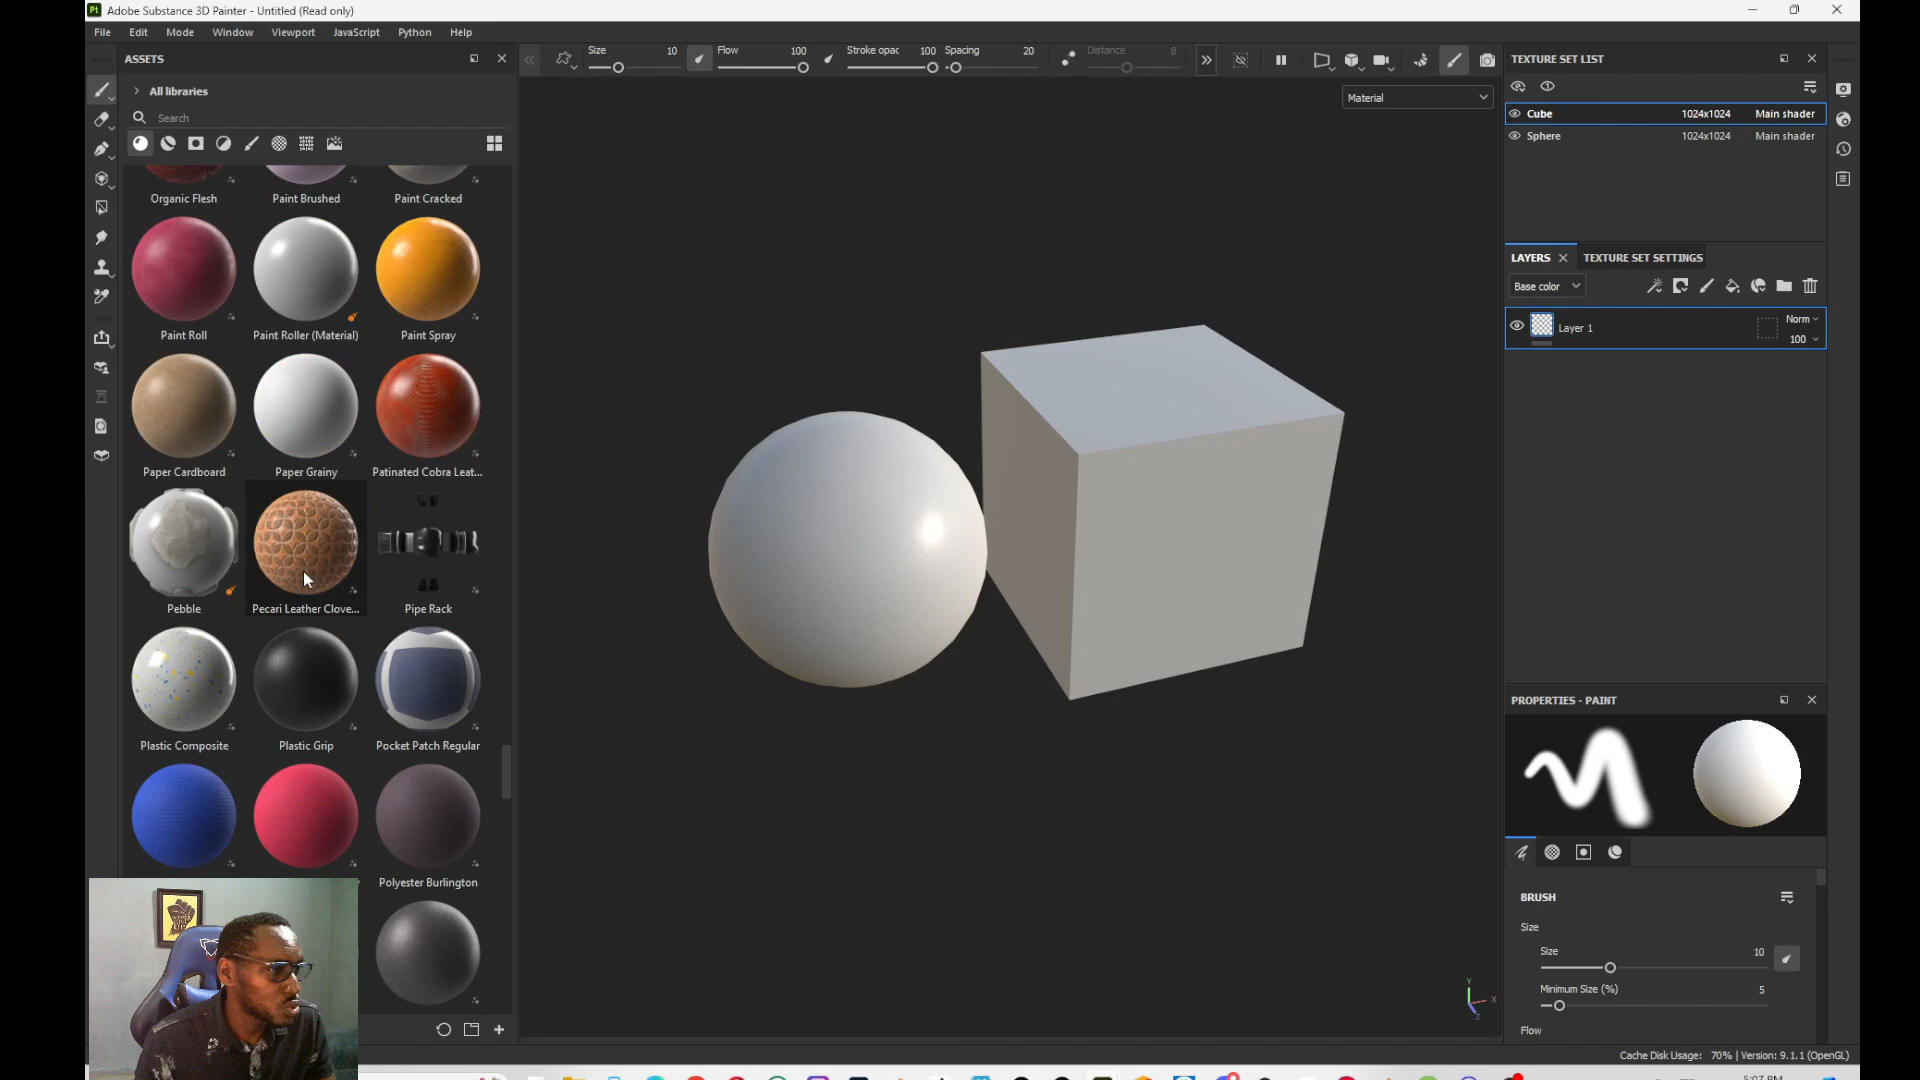 Adobe Substance 3D Painter - Untitled (Read only)
File Edit Mode Window Viewport JavaScript Python Help
ASSETS
Size 10 Flow 100 Stroke opac 100 Spacing 20 Distance 8
All libraries
Search
Material
Organic Flesh Paint Brushed Paint Cracked
Paint Roll Paint Roller (Material) Paint Spray
Paper Cardboard Paper Grainy Patinated Cobra Leat...
Pebble Pecari Leather Clove... Pipe Rack
Plastic Composite Plastic Grip Pocket Patch Regular
Polyester Burlington
TEXTURE SET LIST
Cube 1024x1024 Main shader
Sphere 1024x1024 Main shader
LAYERS TEXTURE SET SETTINGS
Base color
Layer 1 Norm
100
PROPERTIES - PAINT
BRUSH
Size
Size 10
Minimum Size (%) 5
Flow
Y
X
Z
NEVER
GIVE
UP
Cache Disk Usage: 70% | Version: 9.1.1 (OpenGL)